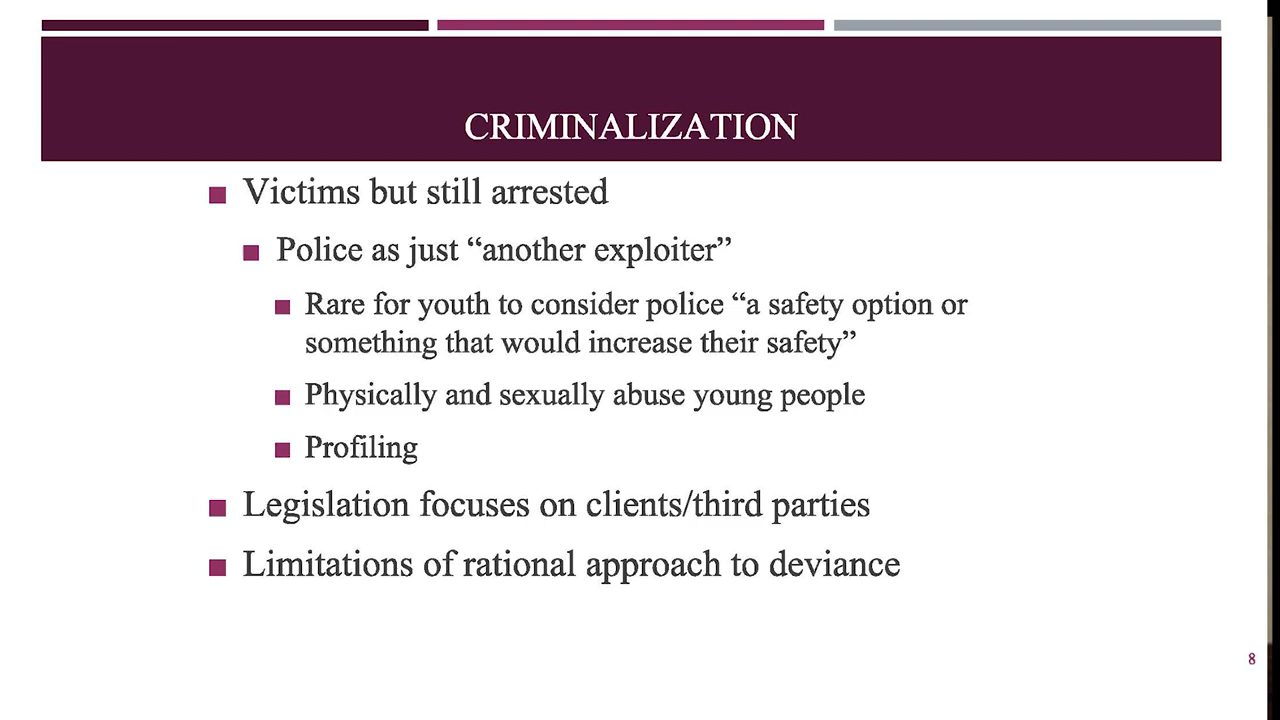 CRIMINALIZATION
Victims but still arrested
Police as just “another exploiter”
Rare for youth to consider police “a safety option or
something that would increase their safety”
Physically and sexually abuse young people
Profiling
Legislation focuses on clients/third parties
Limitations of rational approach to deviance
8